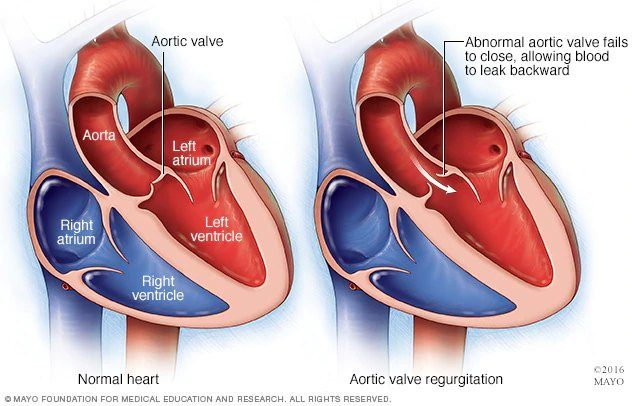 Aortic valve
Abnormal aortic valve fails
to close, allowing blood
to leak backward
Aorta
Left
atrium
Right
atrium
Left
ventricle
Right
ventricle
Normal heart
Aortic valve regurgitation
©2016
MAYO
© MAYO FOUNDATION FOR MEDICAL EDUCATION AND RESEARCH. ALL RIGHTS RESERVED.